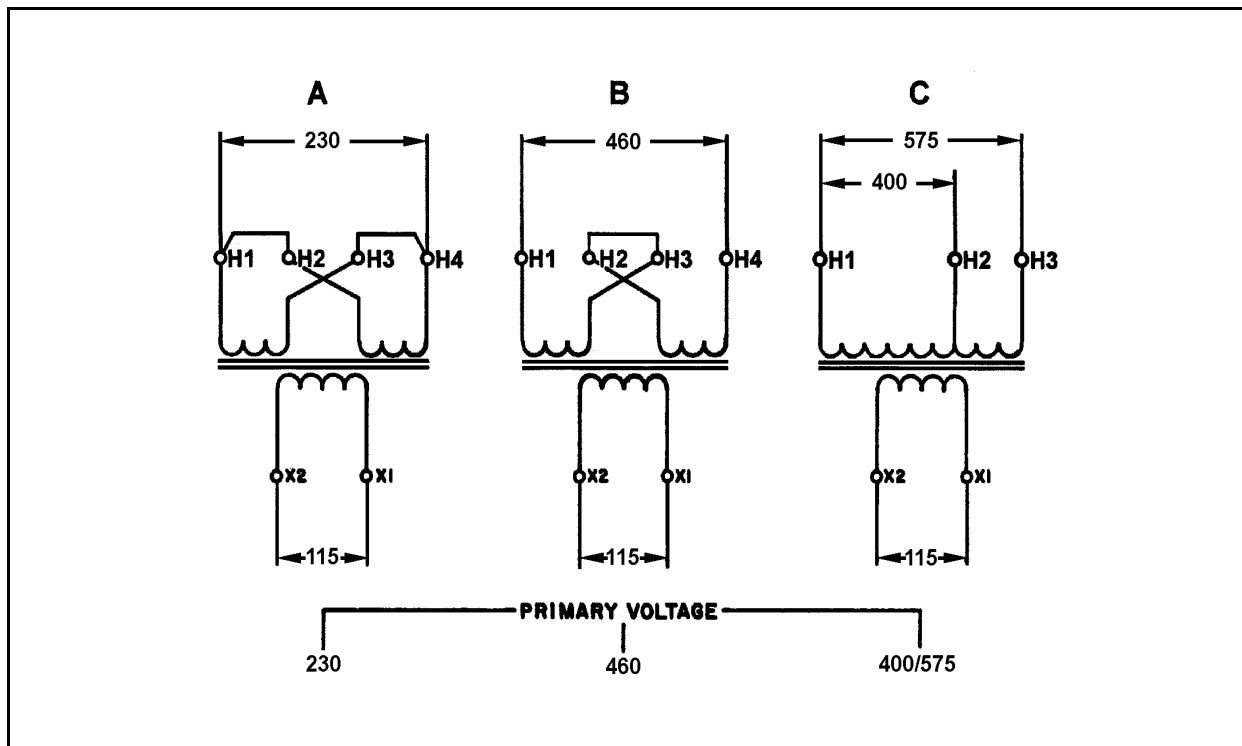 A B C
230 460 575
400
H1 H2 H3 H4 H1 H2 H3 H4 H1 H2 H3
X2 X1 X2 X1 X2 X1
115 115 115
PRIMARY VOLTAGE
230 460 400/575